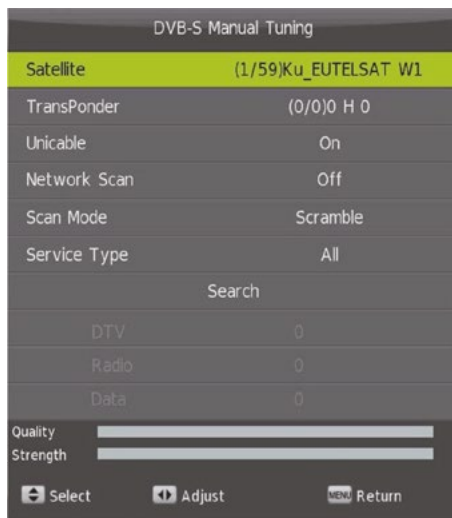 DVB-S Manual Tuning
Satellite (1/59)Ku_EUTELSAT W1
TransPonder (0/0)0 H 0
Unicable On
Network Scan Off
Scan Mode Scramble
Service Type All
Search
DTV 0
Radio 0
Data 0
Quality
Strength
Select Adjust MENU Return